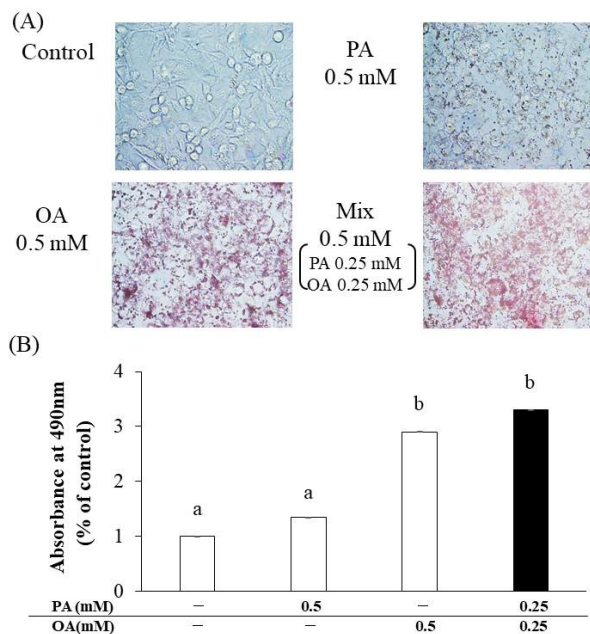 (A)
Control
PA
0.5 mM
OA
0.5 mM
Mix
0.5 mM
PA 0.25 mM
OA 0.25 mM
(B)
Absorbance at 490nm
(% of control)
4
3
2
1
0
a
a
b
b
PA (mM) – 0.5 – 0.25
OA(mM) – – 0.5 0.25